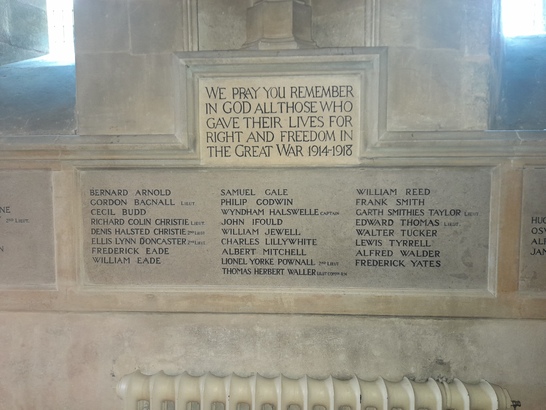 WE PRAY YOU REMEMBER
IN GOD ALL THOSE WHO
GAVE THEIR LIVES FOR
RIGHT AND FREEDOM IN
THE GREAT WAR 1914-1918
BERNARD ARNOLD
GORDON BAGNALL LIEUT.
CECIL BUDD
RICHARD COLIN CHRISTIE LIEUT.
DENIS HALSTED CHRISTIE 2ND LIEUT.
ELLIS LYNN DONCASTER 2ND LIEUT.
FREDERICK EADE
WILLIAM EADE
SAMUEL GALE
PHILIP GODWIN
WYNDHAM HALSWELLE CAPTAIN
JOHN IFOULD
WILLIAM JEWELL
CHARLES LILLYWHITE
ALBERT MITCHELL
LIONEL YORKE POWNALL 2ND LIEUT.
THOMAS HERBERT WALLER
WILLIAM REED
FRANK SMITH
GARTH SMITHIES TAYLOR LIEUT.
EDWARD THOMAS LIEUT.
WALTER TUCKER
LEWIS TYRRELL
ALFRED WALDER
FREDERICK YATES